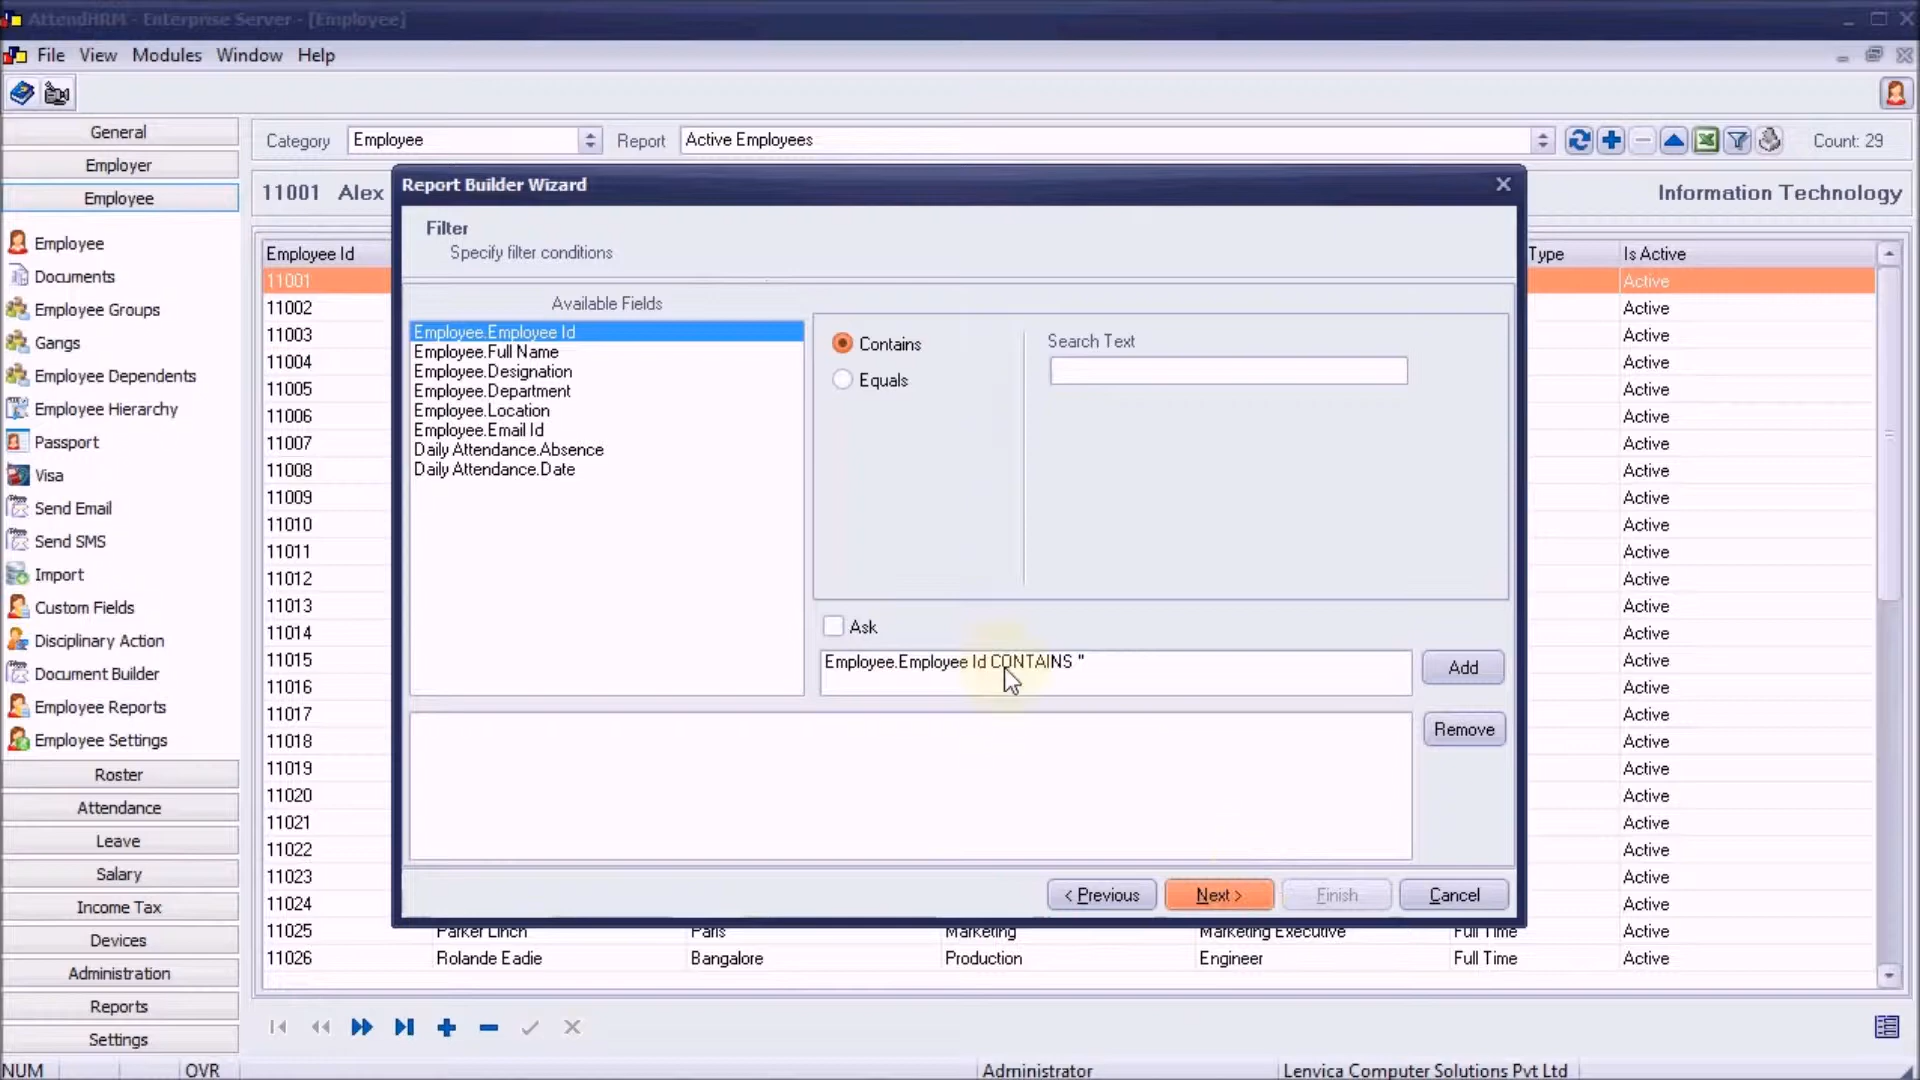 AttendHRM - Enterprise Server - [Employee]
File View Modules Window Help
General
Employer
Employee
Employee
Documents
Employee Groups
Gangs
Employee Dependents
Employee Hierarchy
Passport
Visa
Send Email
Send SMS
Import
Custom Fields
Disciplinary Action
Document Builder
Employee Reports
Employee Settings
Roster
Attendance
Leave
Salary
Income Tax
Devices
Administration
Reports
Settings
Category Employee Report Active Employees Count: 29
11001 Alex Information Technology
Employee Id Type Is Active
11001 Active
11002 Active
11003 Active
11004 Active
11005 Active
11006 Active
11007 Active
11008 Active
11009 Active
11010 Active
11011 Active
11012 Active
11013 Active
11014 Active
11015 Active
11016 Active
11017 Active
11018 Active
11019 Active
11020 Active
11021 Active
11022 Active
11023 Active
11024 Active
11025 Parker Linch Paris Marketing Marketing Executive Full Time Active
11026 Rolande Eadie Bangalore Production Engineer Full Time Active
Report Builder Wizard
Filter
Specify filter conditions
Available Fields
Employee.Employee Id
Employee.Full Name
Employee.Designation
Employee.Department
Employee.Location
Employee.Email Id
Daily Attendance.Absence
Daily Attendance.Date
Contains
Equals
Search Text
Ask
Employee.Employee Id CONTAINS ''
Add
Remove
< Previous Next > Finish Cancel
NUM OVR Administrator Lenvica Computer Solutions Pvt Ltd